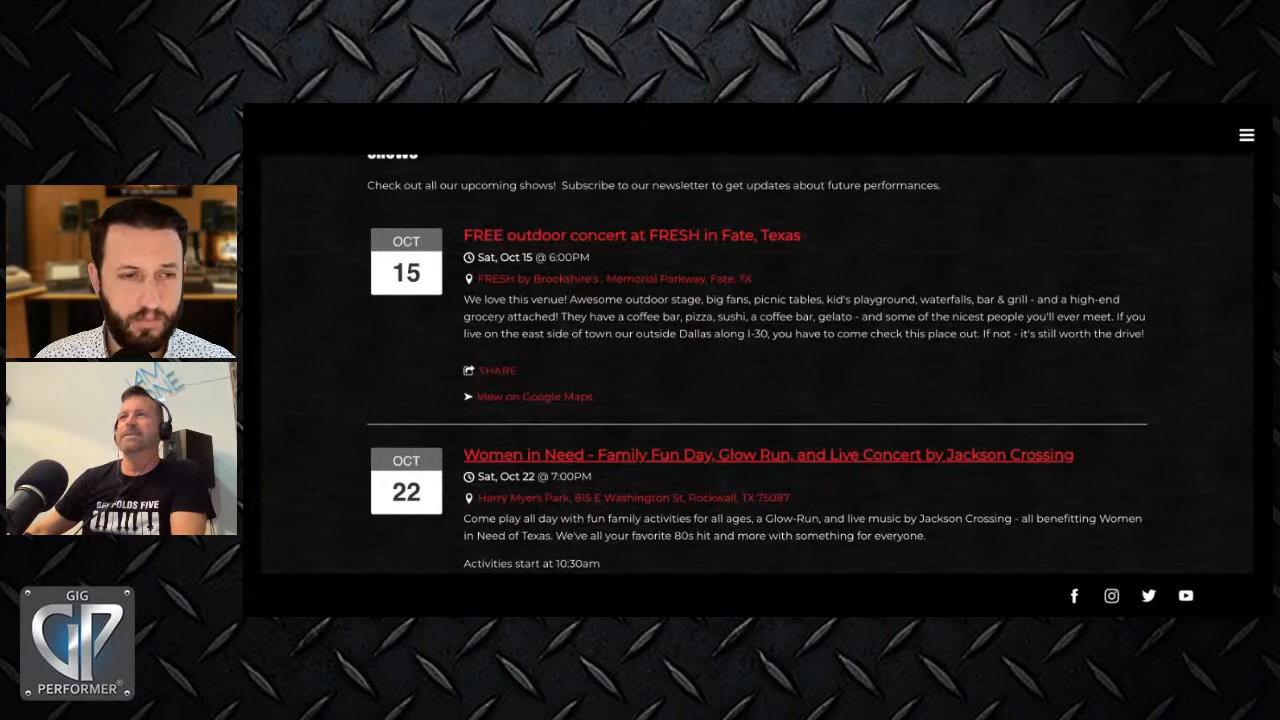 Check out all our upcoming shows! Subscribe to our newsletter to get updates about future performances.
OCT
15
FREE outdoor concert at FRESH in Fate, Texas
Sat, Oct 15 @ 6:00PM
FRESH by Brookshire's , Memorial Parkway, Fate, TX
We love this venue! Awesome outdoor stage, big fans, picnic tables, kid's playground, waterfalls, bar & grill - and a high-end
grocery attached! They have a coffee bar, pizza, sushi, a coffee bar, gelato - and some of the nicest people you'll ever meet. If you
live on the east side of town our outside Dallas along I-30, you have to come check this place out. If not - it's still worth the drive!
SHARE
View on Google Maps
OCT
22
Women in Need - Family Fun Day, Glow Run, and Live Concert by Jackson Crossing
Sat, Oct 22 @ 7:00PM
Harry Myers Park, 815 E Washington St, Rockwall, TX 75087
Come play all day with fun family activities for all ages, a Glow-Run, and live music by Jackson Crossing - all benefitting Women
in Need of Texas. We've all your favorite 80s hit and more with something for everyone.
Activities start at 10:30am
FOLDS FIVE
GIG
GP
PERFORMER®